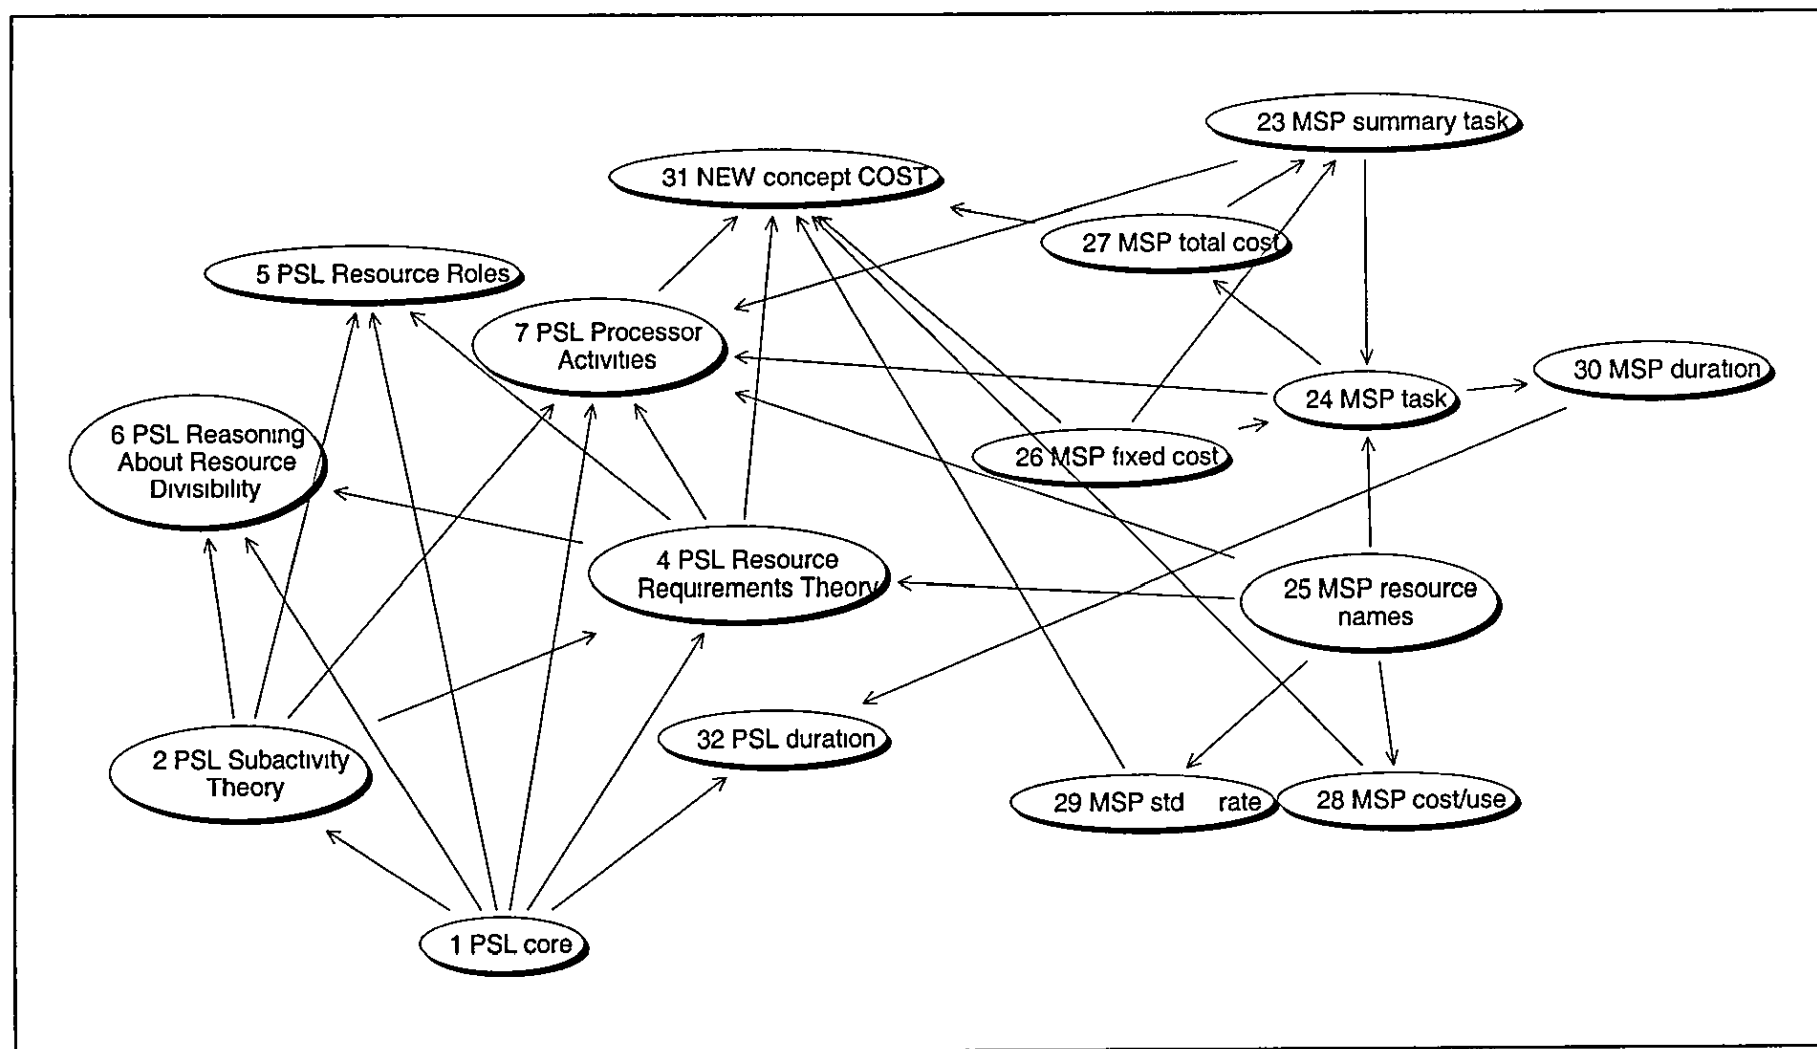 23 MSP summary task
31 NEW concept COST
27 MSP total cost
5 PSL Resource Roles
7 PSL Processor
Activities
30 MSP duration
24 MSP task
6 PSL Reasoning
About Resource
Divisibility
26 MSP fixed cost
4 PSL Resource
Requirements Theory
25 MSP resource
names
32 PSL duration
2 PSL Subactivity
Theory
29 MSP std rate
28 MSP cost/use
1 PSL core